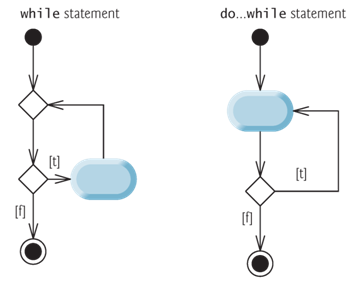 while statement
do...while statement
[t]
[t]
[f]
[f]